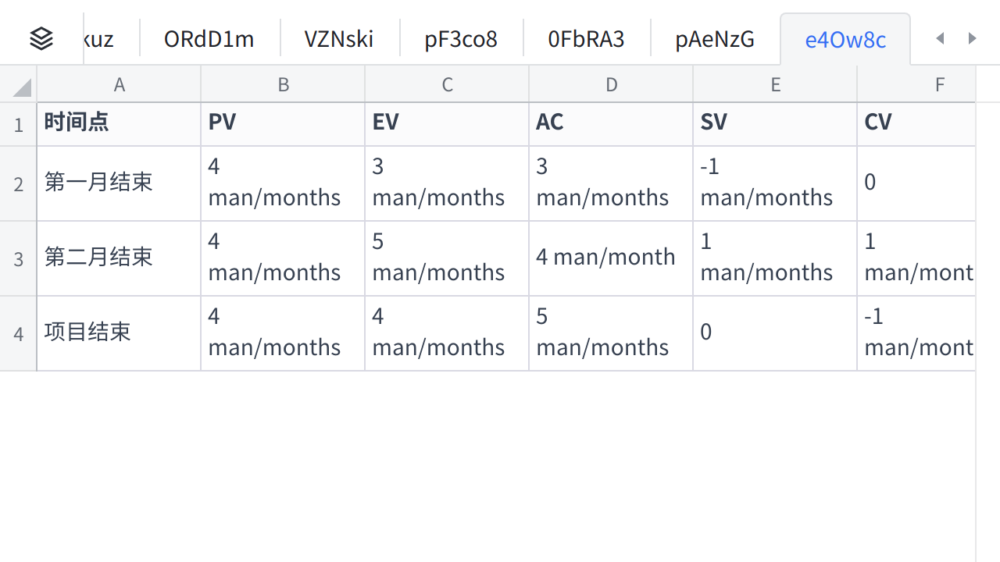 ORdD1m VZNski pF3co8 0FbRA3 pAeNzG e4Ow8c
A B C D E F
1 时间点 PV EV AC SV CV
2 第一月结束 4 man/months 3 man/months 3 man/months -1 man/months 0
3 第二月结束 4 man/months 5 man/months 4 man/month 1 man/months 1 man/mont
4 项目结束 4 man/months 4 man/months 5 man/months 0 -1 man/mont